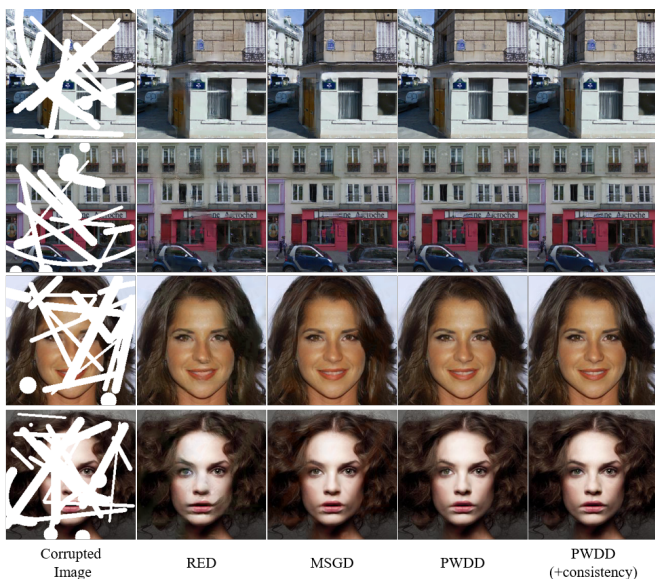 Corrupted
Image
RED
MSGD
PWDD
PWDD
(+consistency)